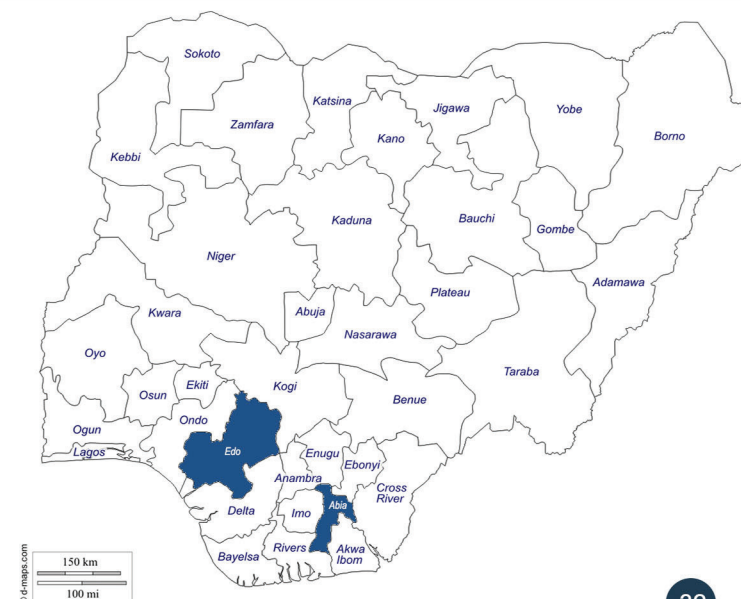 Sokoto
Katsina
Jigawa
Yobe
Zamfara
Kano
Borno
Kebbi
Kaduna
Bauchi
Gombe
Niger
Adamawa
Plateau
Kwara
Abuja
Nasarawa
Oyo
Taraba
Osun
Ekiti
Kogi
Benue
Ogun
Ondo
Lagos
Edo
Enugu
Ebonyi
Anambra
Cross
River
Delta
Imo
Abia
Bayelsa
Rivers
Akwa
Ibom
d-maps.com
150 km
100 mi